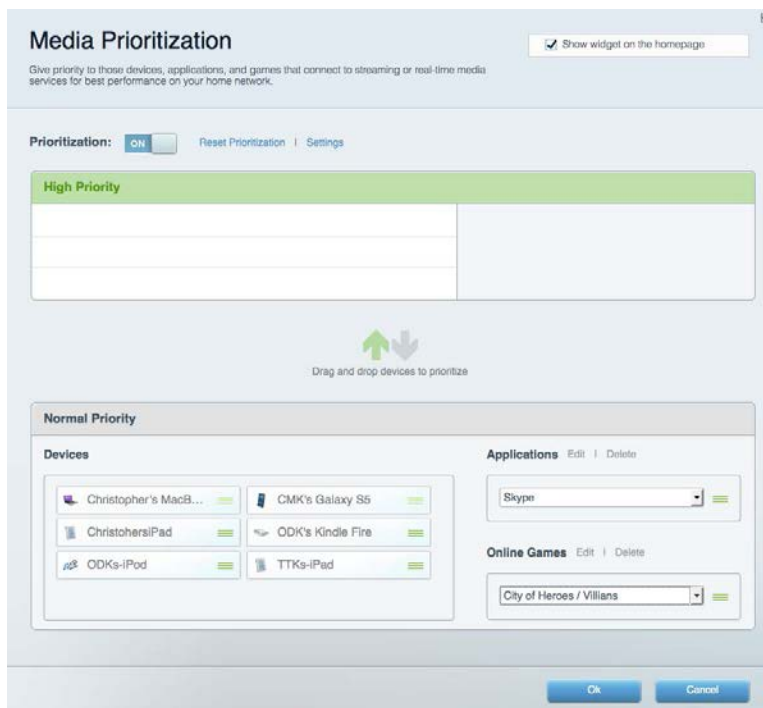 Media Prioritization
Show widget on the homepage
Give priority to those devices, applications, and games that connect to streaming or real-time media
services for best performance on your home network.
Prioritization: ON Reset Prioritization | Settings
High Priority
Drag and drop devices to prioritize
Normal Priority
Devices
Christopher's MacB...
CMK's Galaxy S5
ChristohersiPad
ODK's Kindle Fire
ODKs-iPod
TTKs-iPad
Applications Edit | Delete
Skype
Online Games Edit | Delete
City of Heroes / Villians
Ok Cancel